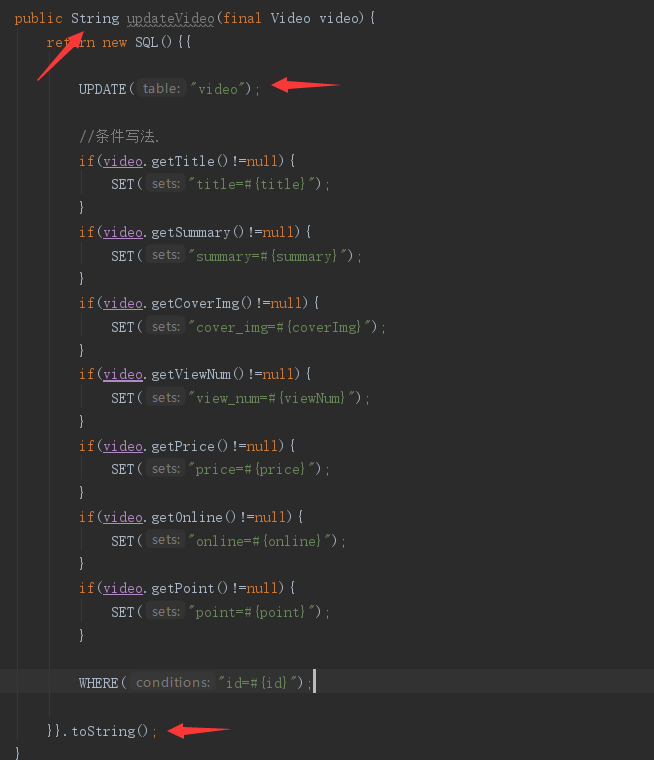 public String updateVideo(final Video video){
return new SQL(){{
UPDATE( table: "video");
//条件写法.
if(video.getTitle()!=null){
SET( sets: "title=#{title}");
}
if(video.getSummary()!=null){
SET( sets: "summary=#{summary}");
}
if(video.getCoverImg()!=null){
SET( sets: "cover_img=#{coverImg}");
}
if(video.getViewNum()!=null){
SET( sets: "view_num=#{viewNum}");
}
if(video.getPrice()!=null){
SET( sets: "price=#{price}");
}
if(video.getOnline()!=null){
SET( sets: "online=#{online}");
}
if(video.getPoint()!=null){
SET( sets: "point=#{point}");
}
WHERE( conditions: "id=#{id}");
}}.toString();
}